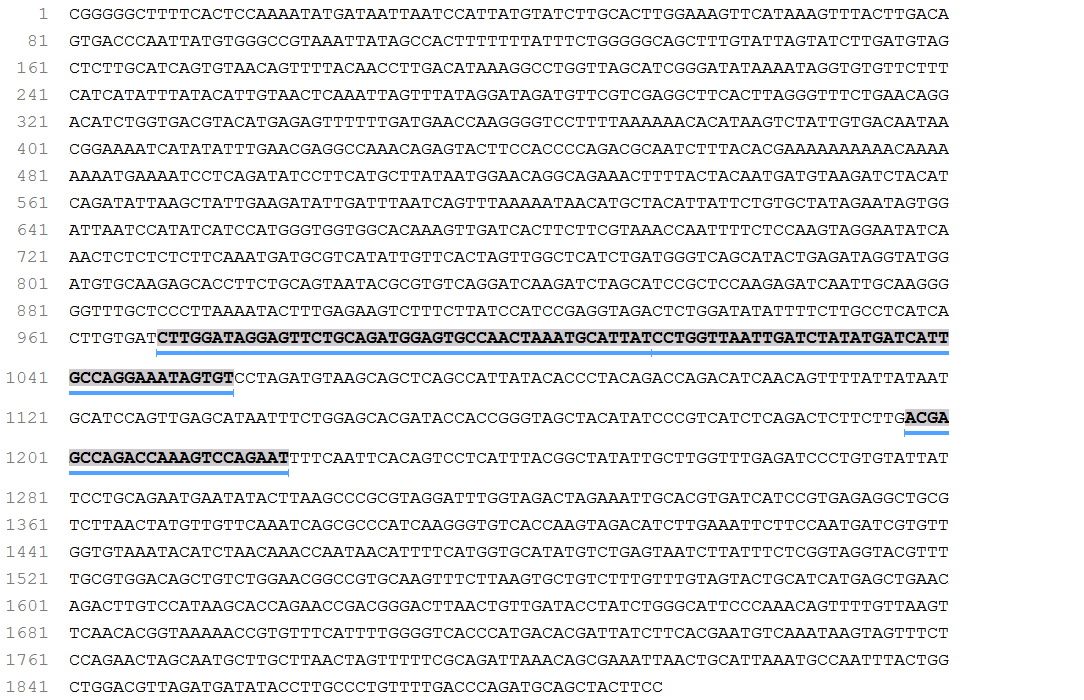 1 CGGGGGCTTTTCACTCCAAAATATGATAATTAATCCATTATGTATCTTGCACTTGGAAAGTTCATAAAGTTTACTTGACA
81 GTGACCCAATTATGTGGGCCGTAAATTATAGCCACTTTTTTTATTTCTGGGGGCAGCTTTGTATTAGTATCTTGATGTAG
161 CTCTTGCATCAGTGTAACAGTTTTACAACCTTGACATAAAGGCCTGGTTAGCATCGGGATATAAAATAGGTGTGTTCTTT
241 CATCATATTTATACATTGTAACTCAAATTAGTTTATAGGATAGATGTTCGTCGAGGCTTCACTTAGGGTTTCTGAACAGG
321 ACATCTGGTGACGTACATGAGAGTTTTTTGATGAACCAAGGGGTCCTTTTAAAAAACACATAAGTCTATTGTGACAATAA
401 CGGAAAATCATATATTTGAACGAGGCCAAACAGAGTACTTCCACCCCAGACGCAATCTTTACACGAAAAAAAAAACAAAA
481 AAAATGAAAATCCTCAGATATCCTTCATGCTTATAATGGAACAGGCAGAAACTTTTACTACAATGATGTAAGATCTACAT
561 CAGATATTAAGCTATTGAAGATATTGATTTAATCAGTTTAAAAATAACATGCTACATTATTCTGTGCTATAGAATAGTGG
641 ATTAATCCATATCATCCATGGGTGGTGGCACAAAGTTGATCACTTCTTCGTAAACCAATTTTCTCCAAGTAGGAATATCA
721 AACTCTCTCTCTTCAAATGATGCGTCATATTGTTCACTAGTTGGCTCATCTGATGGGTCAGCATACTGAGATAGGTATGG
801 ATGTGCAAGAGCACCTTCTGCAGTAATACGCGTGTCAGGATCAAGATCTAGCATCCGCTCCAAGAGATCAATTGCAAGGG
881 GGTTTGCTCCCTTAAAATACTTTGAGAAGTCTTTCTTATCCATCCGAGGTAGACTCTGGATATATTTTCTTGCCTCATCA
961 CTTGTGATCTTGGATAGGAGTTCTGCAGATGGAGTGCCAACTAAATGCATTATCCTGGTTAATTGATCTATATGATCATT
1041 GCCAGGAAATAGTGTCCTAGATGTAAGCAGCTCAGCCATTATACACCCTACAGACCAGACATCAACAGTTTTATTATAAT
1121 GCATCCAGTTGAGCATAATTTCTGGAGCACGATACCACCGGGTAGCTACATATCCCGTCATCTCAGACTCTTCTTGACGA
1201 GCCAGACCAAAGTCCAGAATTTTCAATTCACAGTCCTCATTTACGGCTATATTGCTTGGTTTGAGATCCCTGTGTATTAT
1281 TCCTGCAGAATGAATATACTTAAGCCCGCGTAGGATTTGGTAGACTAGAAATTGCACGTGATCATCCGTGAGAGGCTGCG
1361 TCTTAACTATGTTGTTCAAATCAGCGCCCATCAAGGGTGTCACCAAGTAGACATCTTGAAATTCTTCCAATGATCGTGTT
1441 GGTGTAAATACATCTAACAAACCAATAACATTTTCATGGTGCATATGTCTGAGTAATCTTATTTCTCGGTAGGTACGTTT
1521 TGCGTGGACAGCTGTCTGGAACGGCCGTGCAAGTTTCTTAAGTGCTGTCTTTGTTTGTAGTACTGCATCATGAGCTGAAC
1601 AGACTTGTCCATAAGCACCAGAACCGACGGGACTTAACTGTTGATACCTATCTGGGCATTCCCAAACAGTTTTGTTAAGT
1681 TCAACACGGTAAAAACCGTGTTTCATTTTGGGGTCACCCATGACACGATTATCTTCACGAATGTCAAATAAGTAGTTTCT
1761 CCAGAACTAGCAATGCTTGCTTAACTAGTTTTTCGCAGATTAAACAGCGAAATTAACTGCATTAAATGCCAATTTACTGG
1841 CTGGACGTTAGATGATATACCTTGCCCTGTTTTGACCCAGATGCAGCTACTTCC